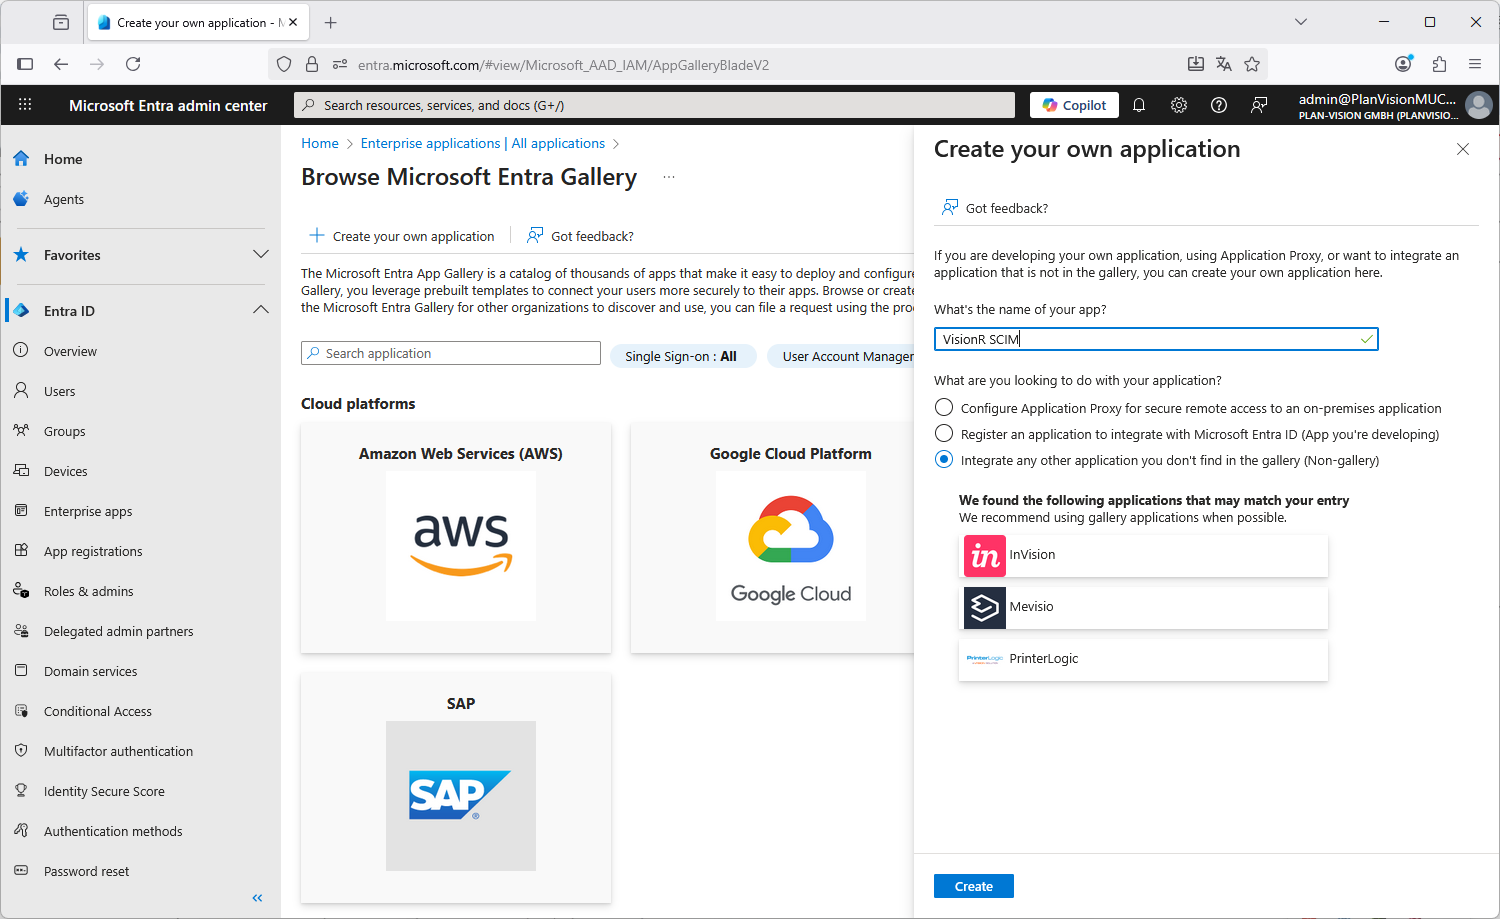 Create your own application - M
entra.microsoft.com/#view/Microsoft_AAD_IAM/AppGalleryBladeV2
Microsoft Entra admin center
Search resources, services, and docs (G+/)
Copilot
admin@PlanVisionMUC...
PLAN-VISION GMBH (PLANVISIO...
Home
Agents
Favorites
Entra ID
Overview
Users
Groups
Devices
Enterprise apps
App registrations
Roles & admins
Delegated admin partners
Domain services
Conditional Access
Multifactor authentication
Identity Secure Score
Authentication methods
Password reset
Home > Enterprise applications | All applications >
Browse Microsoft Entra Gallery ...
Create your own application
Got feedback?
The Microsoft Entra App Gallery is a catalog of thousands of apps that make it easy to deploy and configure
Gallery, you leverage prebuilt templates to connect your users more securely to their apps. Browse or create
the Microsoft Entra Gallery for other organizations to discover and use, you can file a request using the pro
Search application
Single Sign-on : All
User Account Manager
Cloud platforms
Amazon Web Services (AWS)
aws
Google Cloud Platform
Google Cloud
SAP
SAP
Create your own application
Got feedback?
If you are developing your own application, using Application Proxy, or want to integrate an
application that is not in the gallery, you can create your own application here.
What's the name of your app?
VisionR SCIM
What are you looking to do with your application?
Configure Application Proxy for secure remote access to an on-premises application
Register an application to integrate with Microsoft Entra ID (App you're developing)
Integrate any other application you don't find in the gallery (Non-gallery)
We found the following applications that may match your entry
We recommend using gallery applications when possible.
in
InVision
Mevisio
PrinterLogic
PrinterLogic
Create